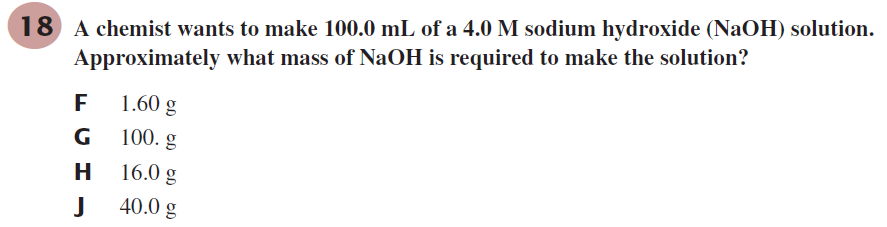 18 A chemist wants to make 100.0 mL of a 4.0 M sodium hydroxide (NaOH) solution.
Approximately what mass of NaOH is required to make the solution?
F 1.60 g
G 100. g
H 16.0 g
J 40.0 g